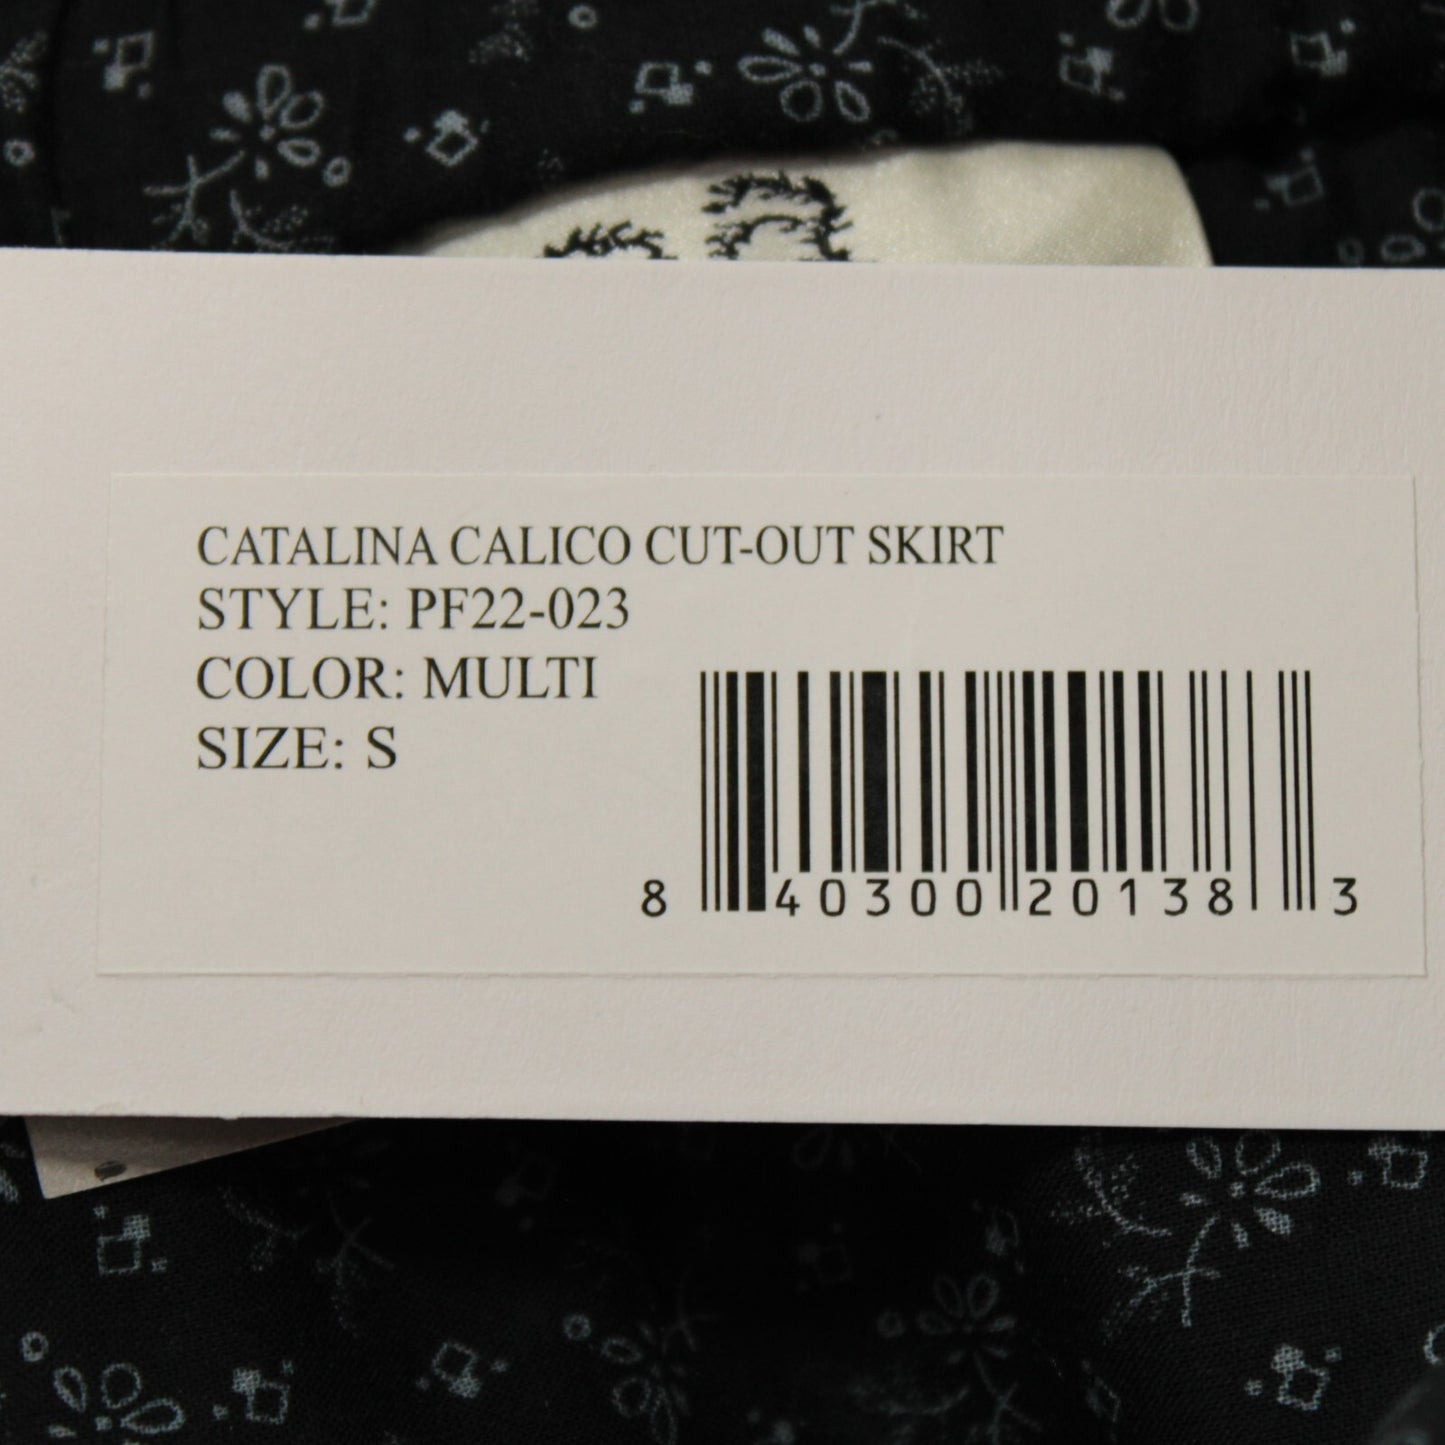 CATALINA CALICO CUT-OUT SKIRT
STYLE: PF22-023
COLOR: MULTI
SIZE: S
8 40300 20138 3